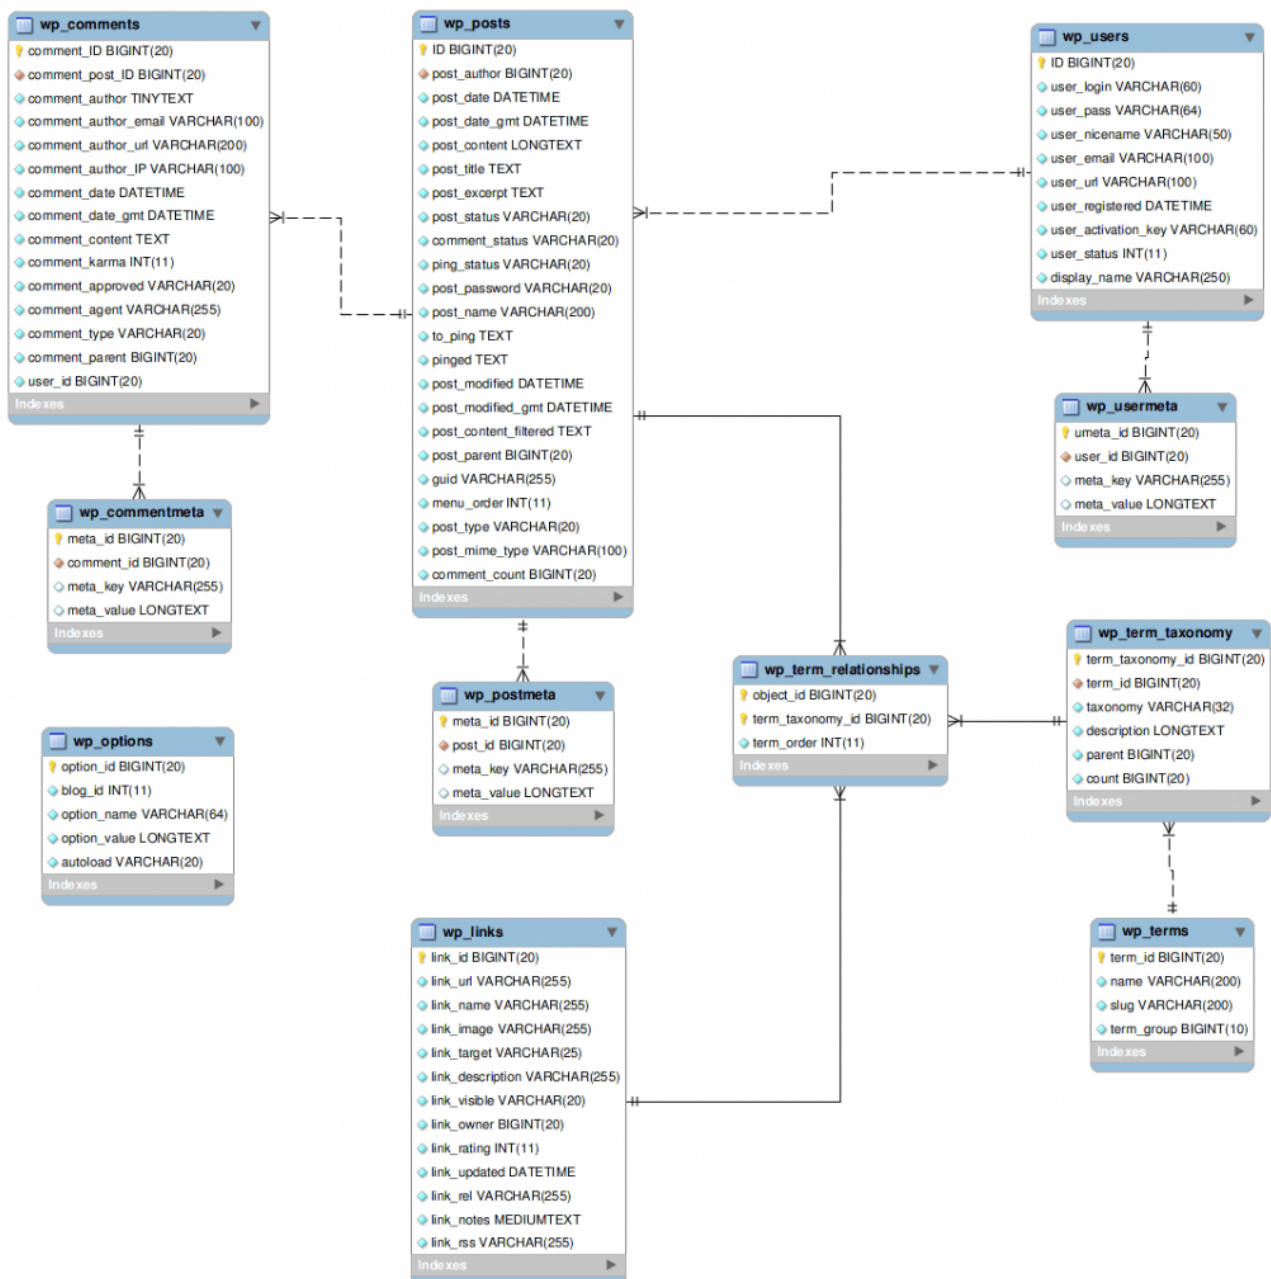 wp_comments
comment_ID BIGINT(20)
comment_post_ID BIGINT(20)
comment_author TINYTEXT
comment_author_email VARCHAR(100)
comment_author_url VARCHAR(200)
comment_author_IP VARCHAR(100)
comment_date DATETIME
comment_date_gmt DATETIME
comment_content TEXT
comment_karma INT(11)
comment_approved VARCHAR(20)
comment_agent VARCHAR(255)
comment_type VARCHAR(20)
comment_parent BIGINT(20)
user_id BIGINT(20)
Indexes
wp_posts
ID BIGINT(20)
post_author BIGINT(20)
post_date DATETIME
post_date_gmt DATETIME
post_content LONGTEXT
post_title TEXT
post_excerpt TEXT
post_status VARCHAR(20)
comment_status VARCHAR(20)
ping_status VARCHAR(20)
post_password VARCHAR(20)
post_name VARCHAR(200)
to_ping TEXT
pinged TEXT
post_modified DATETIME
post_modified_gmt DATETIME
post_content_filtered TEXT
post_parent BIGINT(20)
guid VARCHAR(255)
menu_order INT(11)
post_type VARCHAR(20)
post_mime_type VARCHAR(100)
comment_count BIGINT(20)
Indexes
wp_users
ID BIGINT(20)
user_login VARCHAR(60)
user_pass VARCHAR(64)
user_nicename VARCHAR(50)
user_email VARCHAR(100)
user_url VARCHAR(100)
user_registered DATETIME
user_activation_key VARCHAR(60)
user_status INT(11)
display_name VARCHAR(250)
Indexes
wp_usermeta
umeta_id BIGINT(20)
user_id BIGINT(20)
meta_key VARCHAR(255)
meta_value LONGTEXT
Indexes
wp_commentmeta
meta_id BIGINT(20)
comment_id BIGINT(20)
meta_key VARCHAR(255)
meta_value LONGTEXT
Indexes
wp_postmeta
meta_id BIGINT(20)
post_id BIGINT(20)
meta_key VARCHAR(255)
meta_value LONGTEXT
Indexes
wp_term_relationships
object_id BIGINT(20)
term_taxonomy_id BIGINT(20)
term_order INT(11)
Indexes
wp_term_taxonomy
term_taxonomy_id BIGINT(20)
term_id BIGINT(20)
taxonomy VARCHAR(32)
description LONGTEXT
parent BIGINT(20)
count BIGINT(20)
Indexes
wp_options
option_id BIGINT(20)
blog_id INT(11)
option_name VARCHAR(64)
option_value LONGTEXT
autoload VARCHAR(20)
Indexes
wp_links
link_id BIGINT(20)
link_url VARCHAR(255)
link_name VARCHAR(255)
link_image VARCHAR(255)
link_target VARCHAR(25)
link_description VARCHAR(255)
link_visible VARCHAR(20)
link_owner BIGINT(20)
link_rating INT(11)
link_updated DATETIME
link_rel VARCHAR(255)
link_notes MEDIUMTEXT
link_rss VARCHAR(255)
Indexes
wp_terms
term_id BIGINT(20)
name VARCHAR(200)
slug VARCHAR(200)
term_group BIGINT(10)
Indexes